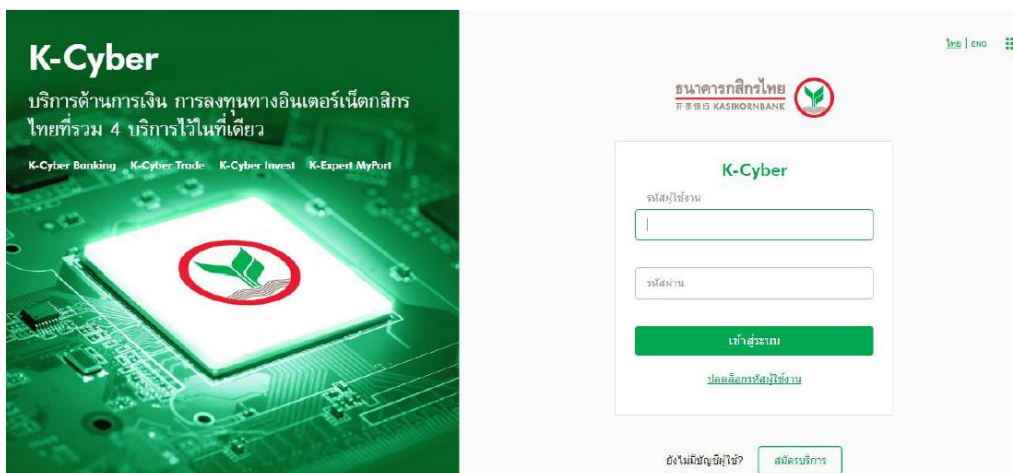 K-Cyber
บริการด้านการเงิน การลงทุนทางอินเตอร์เน็ตกสิกร
ไทยที่รวม 4 บริการไว้ในที่เดียว
K-Cyber Banking K-Cyber Trade K-Cyber Invest K-Expert MyPort
ไทย | ENG
ธนาคารกสิกรไทย
开泰银行 KASIKORNBANK
K-Cyber
รหัสผู้ใช้งาน
รหัสผ่าน
เข้าสู่ระบบ
ปลดล็อกรหัสผู้ใช้งาน
ยังไม่มีบัญชีผู้ใช้? สมัครบริการ